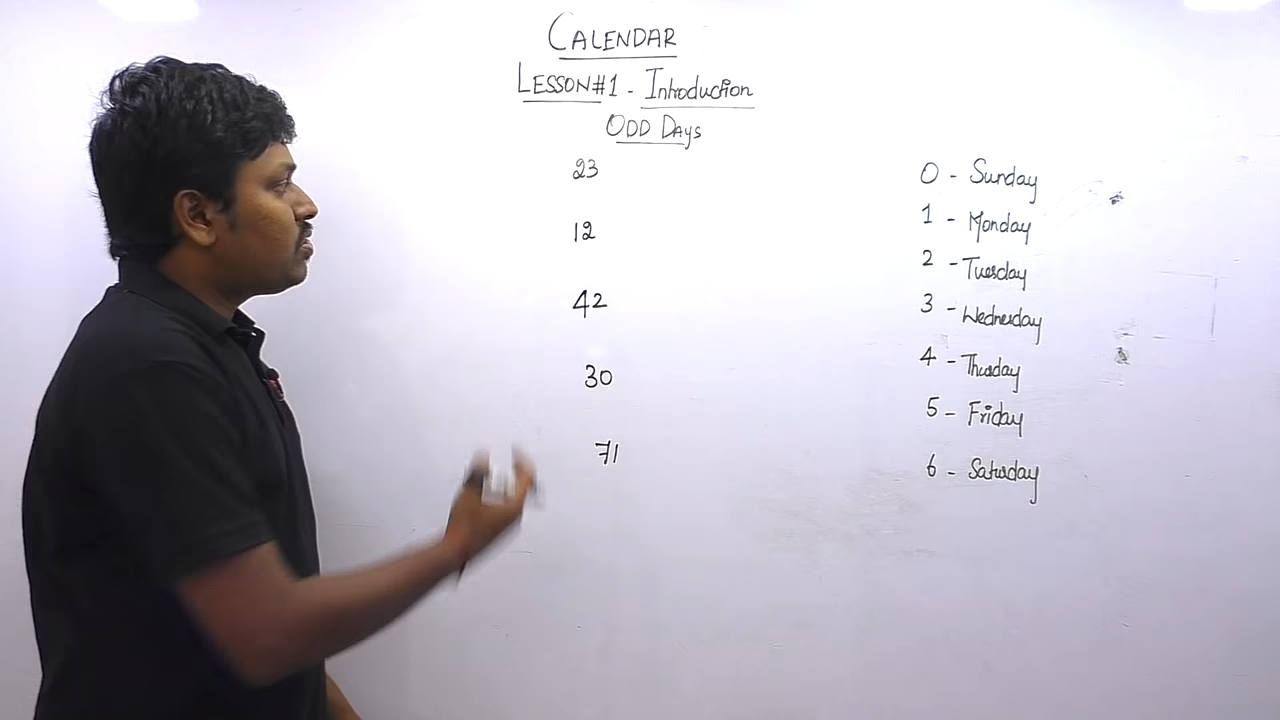 CALENDAR
LESSON#1 - Introduction
ODD DAYS
23
12
42
30
71
0 - Sunday
1 - Monday
2 - Tuesday
3 - Wednesday
4 - Thursday
5 - Friday
6 - Saturday